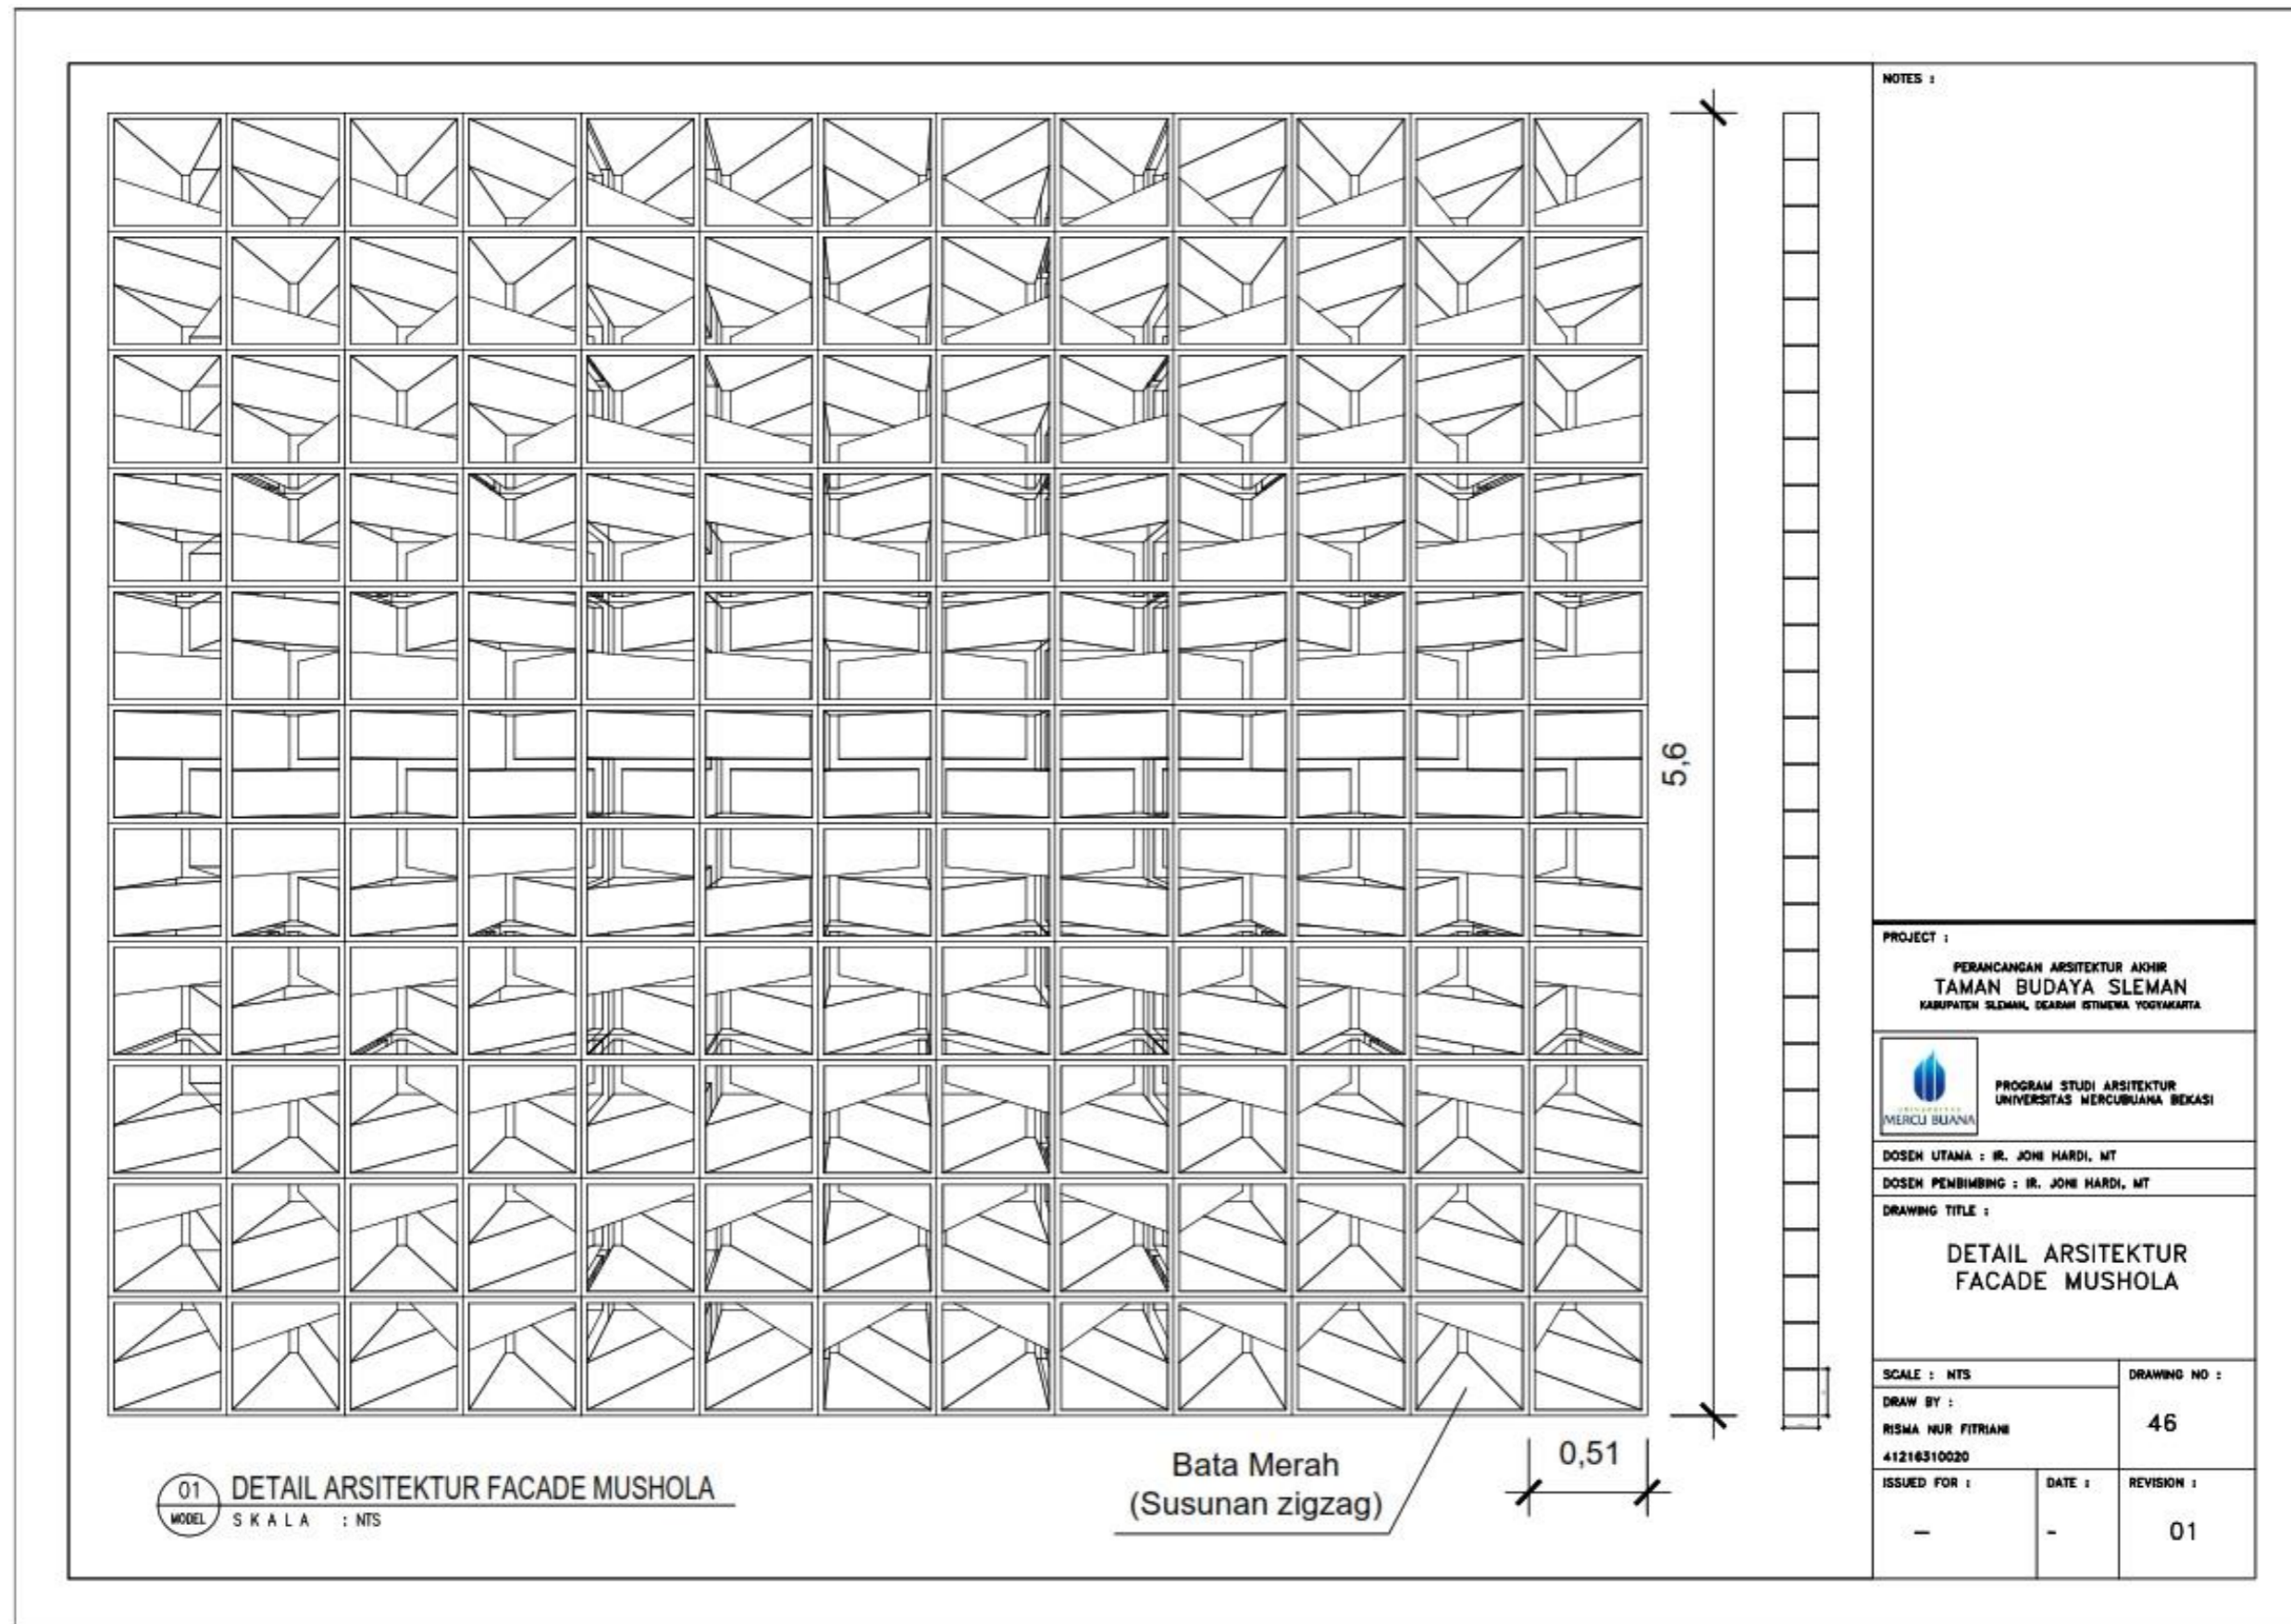 NOTES :
5,6
0,51
Bata Merah
(Susunan zigzag)
01
MODEL
DETAIL ARSITEKTUR FACADE MUSHOLA
SKALA : NTS
PROJECT :
PERANCANGAN ARSITEKTUR AKHIR
TAMAN BUDAYA SLEMAN
KABUPATEN SLEMAN, DEARAH ISTIMEWA YOGYAKARTA
UNIVERSITAS
MERCU BUANA
PROGRAM STUDI ARSITEKTUR
UNIVERSITAS MERCUBUANA BEKASI
DOSEN UTAMA : IR. JONI HARDI, MT
DOSEN PEMBIMBING : IR. JONI HARDI, MT
DRAWING TITLE :
DETAIL ARSITEKTUR
FACADE MUSHOLA
SCALE : NTS
DRAWING NO :
DRAW BY :
RISMA NUR FITRIANI
41216310020
46
ISSUED FOR :
DATE :
REVISION :
–
-
01